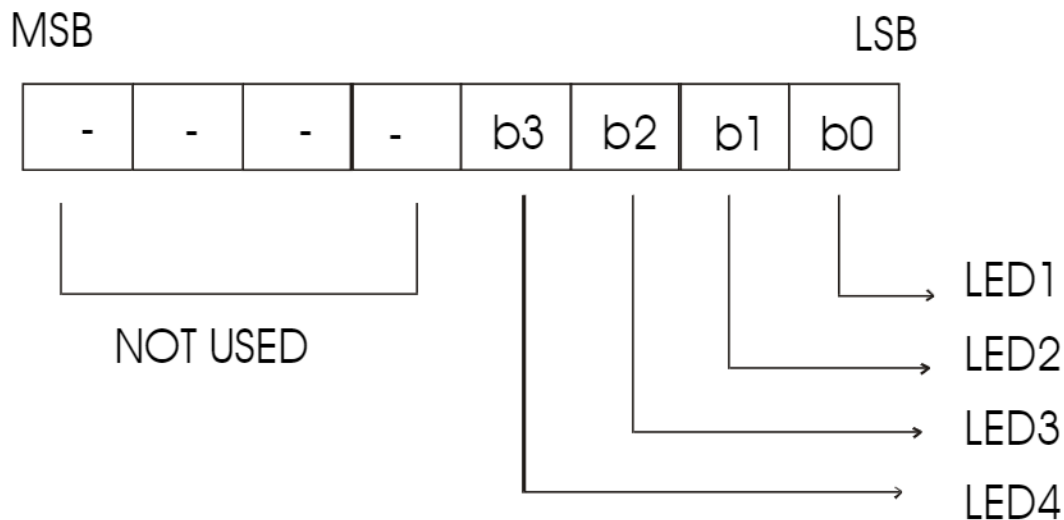 MSB LSB
- - - - b3 b2 b1 b0
LED1
NOT USED
LED2
LED3
LED4